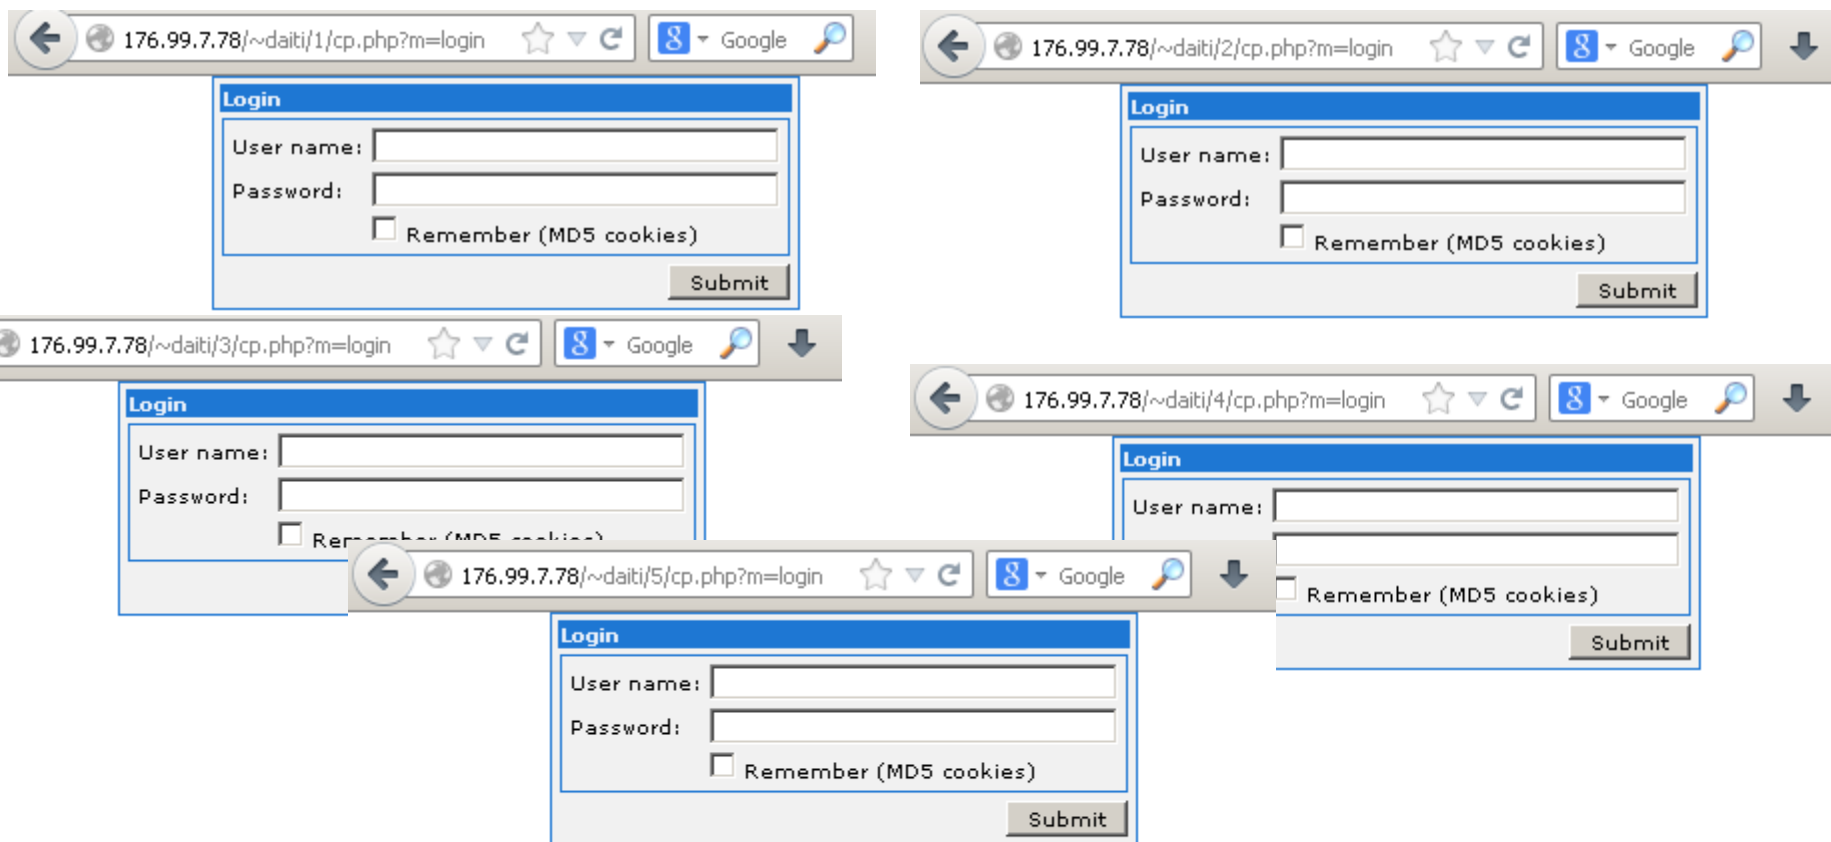 176.99.7.78/~daiti/1/cp.php?m=login Google
Login
User name:
Password:
Remember (MD5 cookies)
Submit
176.99.7.78/~daiti/2/cp.php?m=login Google
Login
User name:
Password:
Remember (MD5 cookies)
Submit
176.99.7.78/~daiti/3/cp.php?m=login Google
Login
User name:
Password:
Remember (MD5 cookies)
176.99.7.78/~daiti/4/cp.php?m=login Google
Login
User name:
Remember (MD5 cookies)
Submit
176.99.7.78/~daiti/5/cp.php?m=login Google
Login
User name:
Password:
Remember (MD5 cookies)
Submit